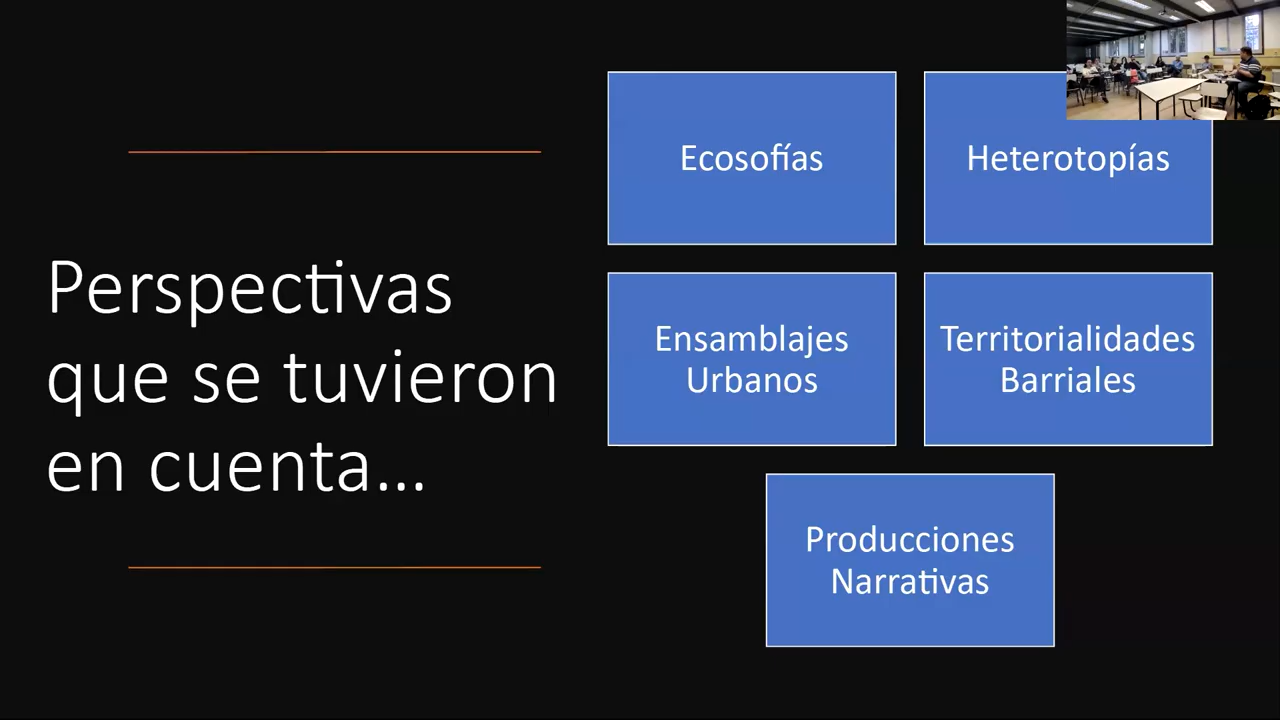 Perspectivas
que se tuvieron
en cuenta...
Ecosofías
Heterotopías
Ensamblajes
Urbanos
Territorialidades
Barriales
Producciones
Narrativas